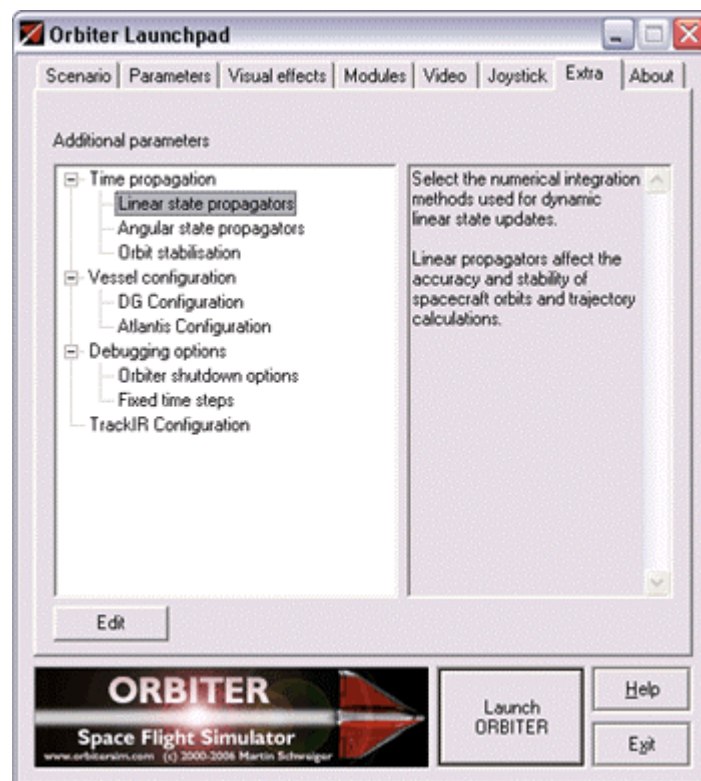 Orbiter Launchpad
Scenario Parameters Visual effects Modules Video Joystick Extra About
Additional parameters
Time propagation
Linear state propagators
Angular state propagators
Orbit stabilisation
Vessel configuration
DG Configuration
Atlantis Configuration
Debugging options
Orbiter shutdown options
Fixed time steps
TrackIR Configuration
Select the numerical integration
methods used for dynamic
linear state updates.
Linear propagators affect the
accuracy and stability of
spacecraft orbits and trajectory
calculations.
Edit
ORBITER
Space Flight Simulator
www.orbitersim.com (c) 2000-2006 Martin Schweiger
Launch
ORBITER
Help
Exit